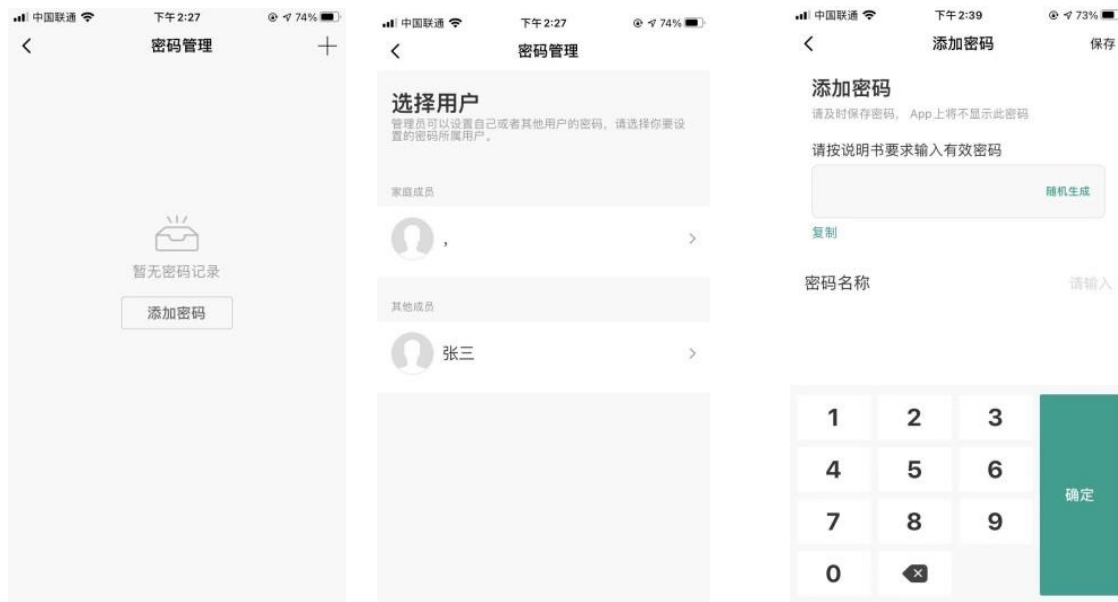 中国联通 下午2:27 74%
密码管理
暂无密码记录
添加密码
中国联通 下午2:27 74%
密码管理
选择用户
管理员可以设置自己或者其他用户的密码，请选择你要设
置的密码所属用户。
家庭成员
，
其他成员
张三
中国联通 下午2:39 73%
添加密码 保存
添加密码
请及时保存密码， App上将不显示此密码
请按说明书要求输入有效密码
随机生成
复制
密码名称 请输入
1 2 3
4 5 6
确定
7 8 9
0